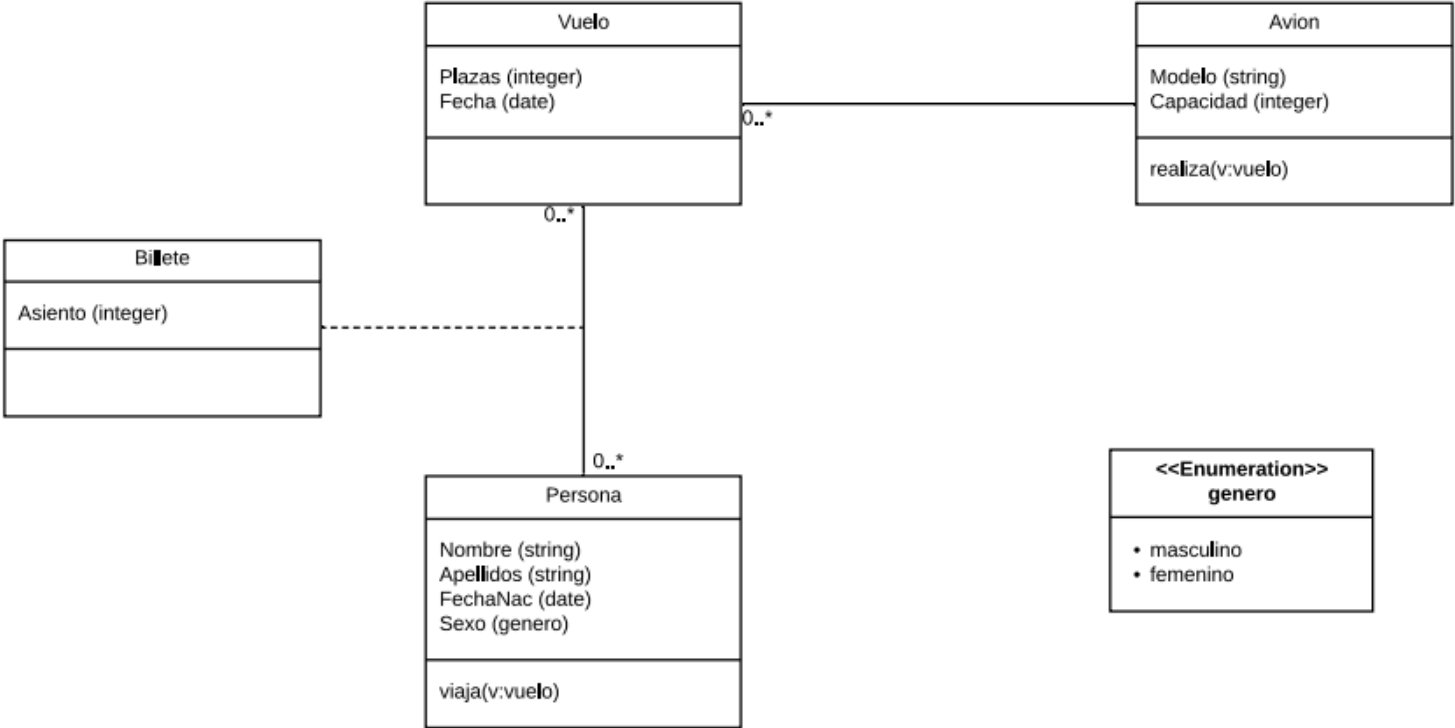 Vuelo
Plazas (integer)
Fecha (date)
0..*
0..*
Avion
Modelo (string)
Capacidad (integer)
realiza(v:vuelo)
Billete
Asiento (integer)
0..*
Persona
Nombre (string)
Apellidos (string)
FechaNac (date)
Sexo (genero)
viaja(v:vuelo)
<<Enumeration>>
genero
• masculino
• femenino